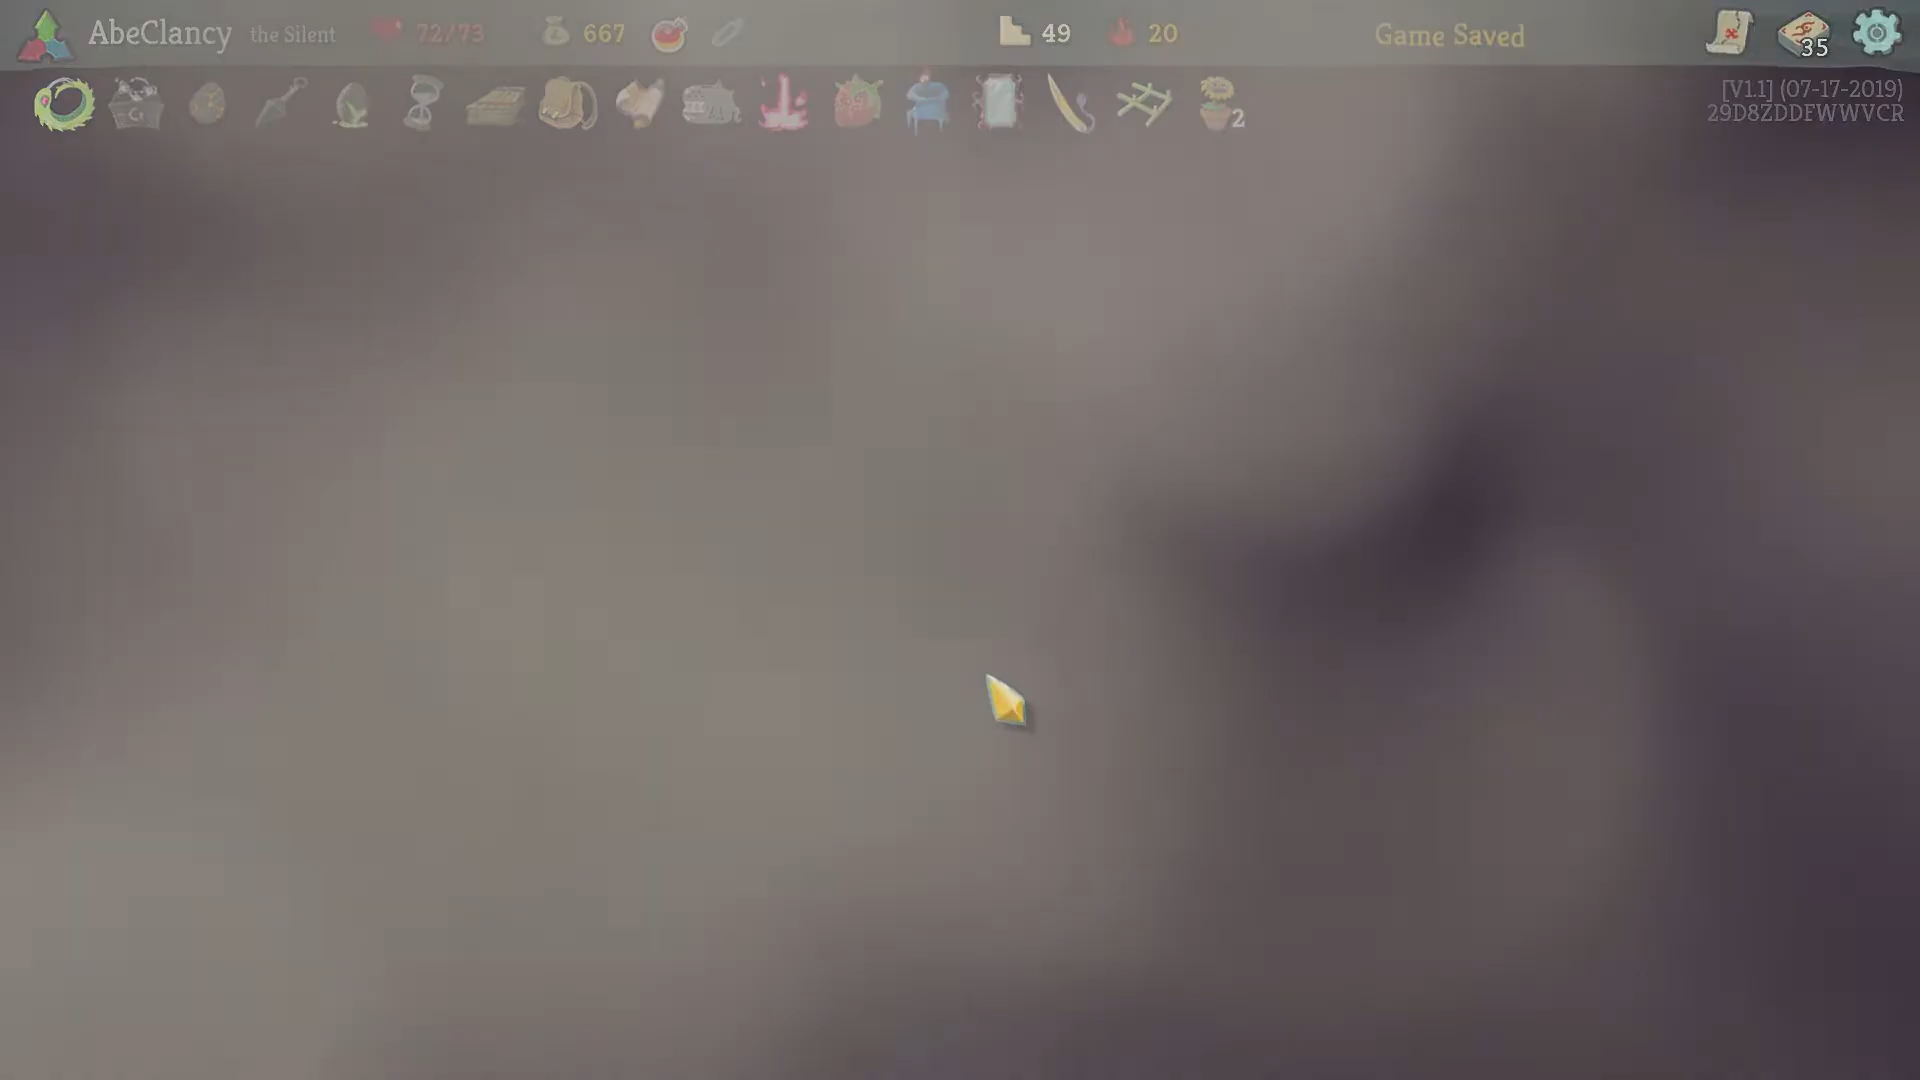 AbeClancy the Silent 72/73 667 49 20 Game Saved 35
[V1.1] (07-17-2019)
29D8ZDDFWWVCR
2